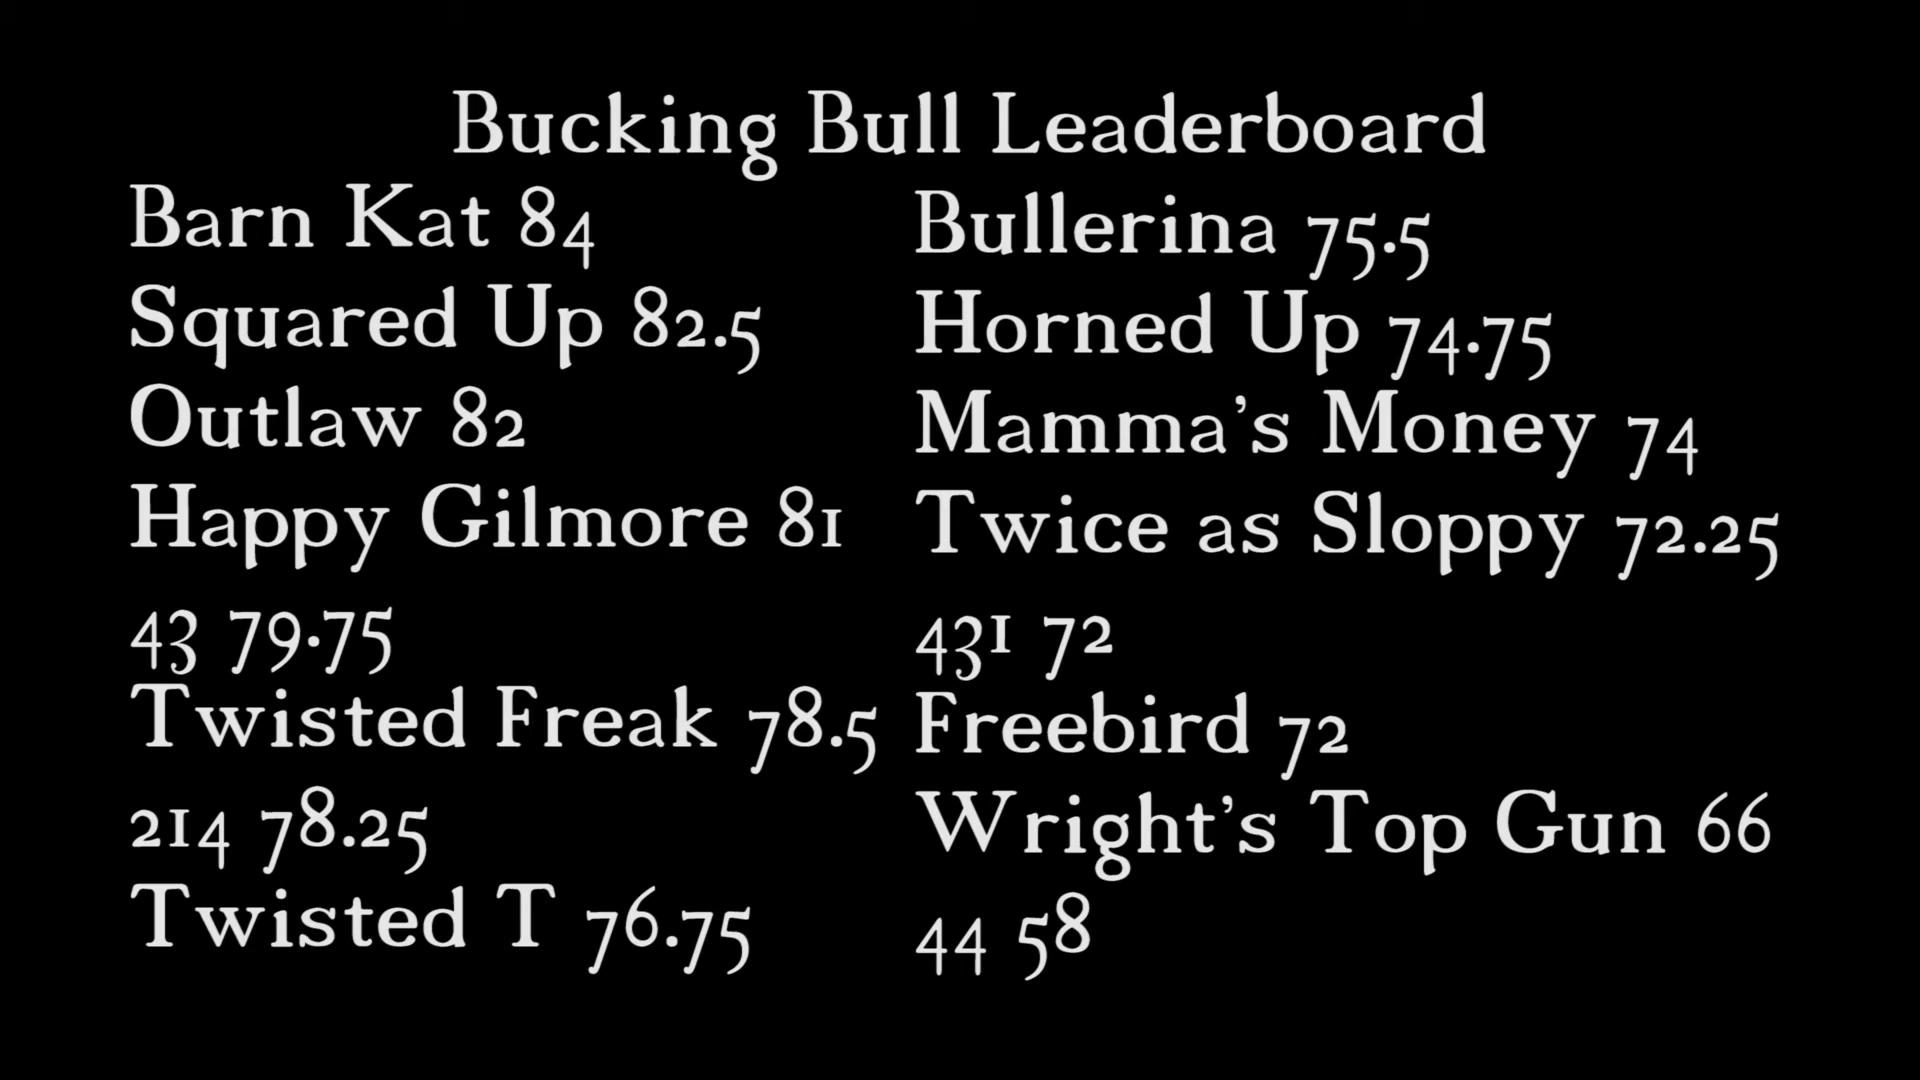 Bucking Bull Leaderboard
Barn Kat 84
Squared Up 82.5
Outlaw 82
Happy Gilmore 81
43 79.75
Twisted Freak 78.5
214 78.25
Twisted T 76.75
Bullerina 75.5
Horned Up 74.75
Mamma’s Money 74
Twice as Sloppy 72.25
431 72
Freebird 72
Wright’s Top Gun 66
44 58